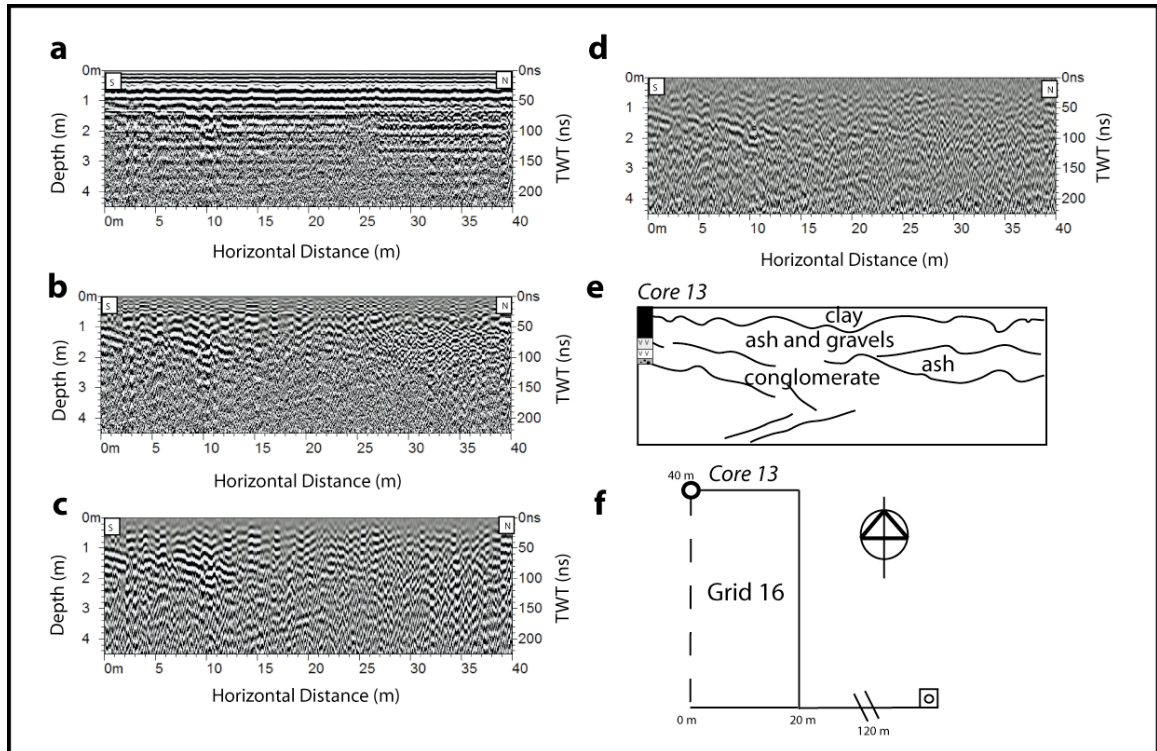 a
0m
1
2
3
4
Depth (m)
S
N
0ns
50
100
150
200
TWT (ns)
0m 5 10 15 20 25 30 35 40
Horizontal Distance (m)
b
0m
1
2
3
4
Depth (m)
S
N
0ns
50
100
150
200
TWT (ns)
0m 5 10 15 20 25 30 35 40
Horizontal Distance (m)
c
0m
1
2
3
4
Depth (m)
S
N
0ns
50
100
150
200
TWT (ns)
0m 5 10 15 20 25 30 35 40
Horizontal Distance (m)
d
0m
1
2
3
4
S
N
0ns
50
100
150
200
TWT (ns)
0m 5 10 15 20 25 30 35 40
Horizontal Distance (m)
e
Core 13
V V
V V
clay
ash and gravels
ash
conglomerate
f
40 m
Core 13
Grid 16
0 m
20 m
120 m